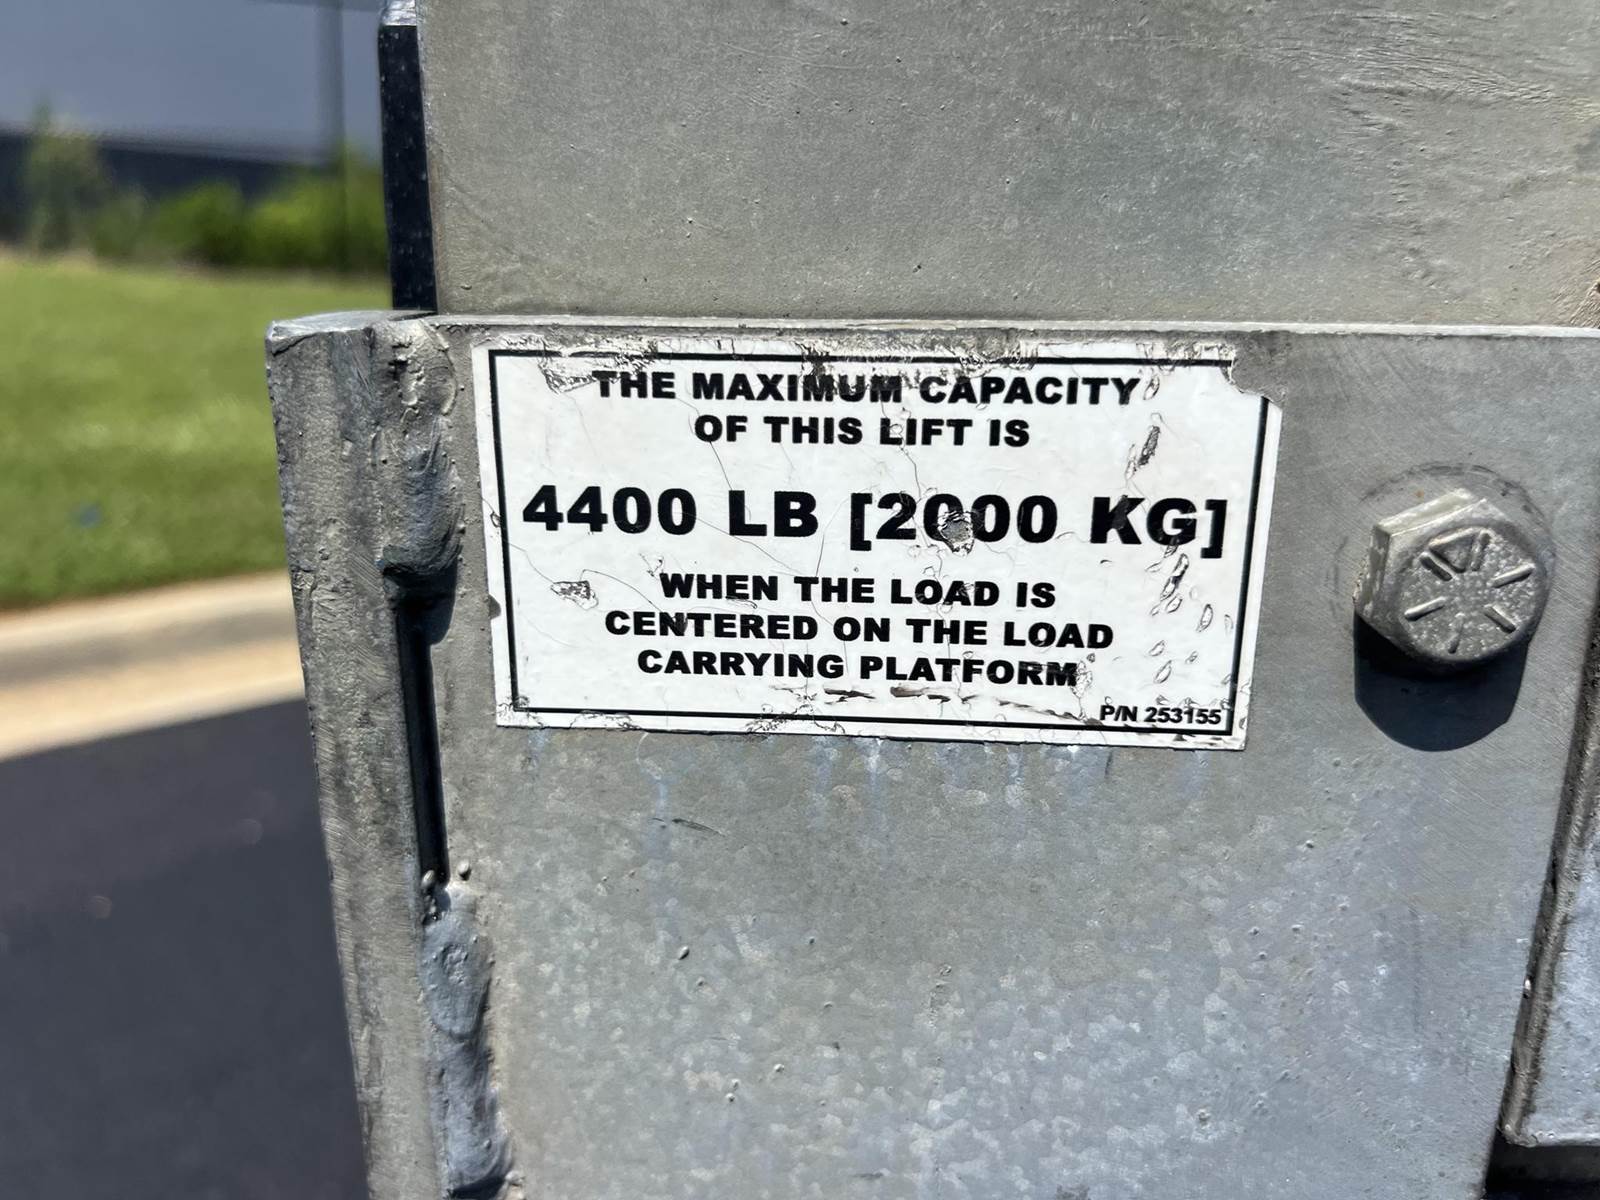 THE MAXIMUM CAPACITY
OF THIS LIFT IS
4400 LB [2000 KG]
WHEN THE LOAD IS
CENTERED ON THE LOAD
CARRYING PLATFORM
P/N 253155